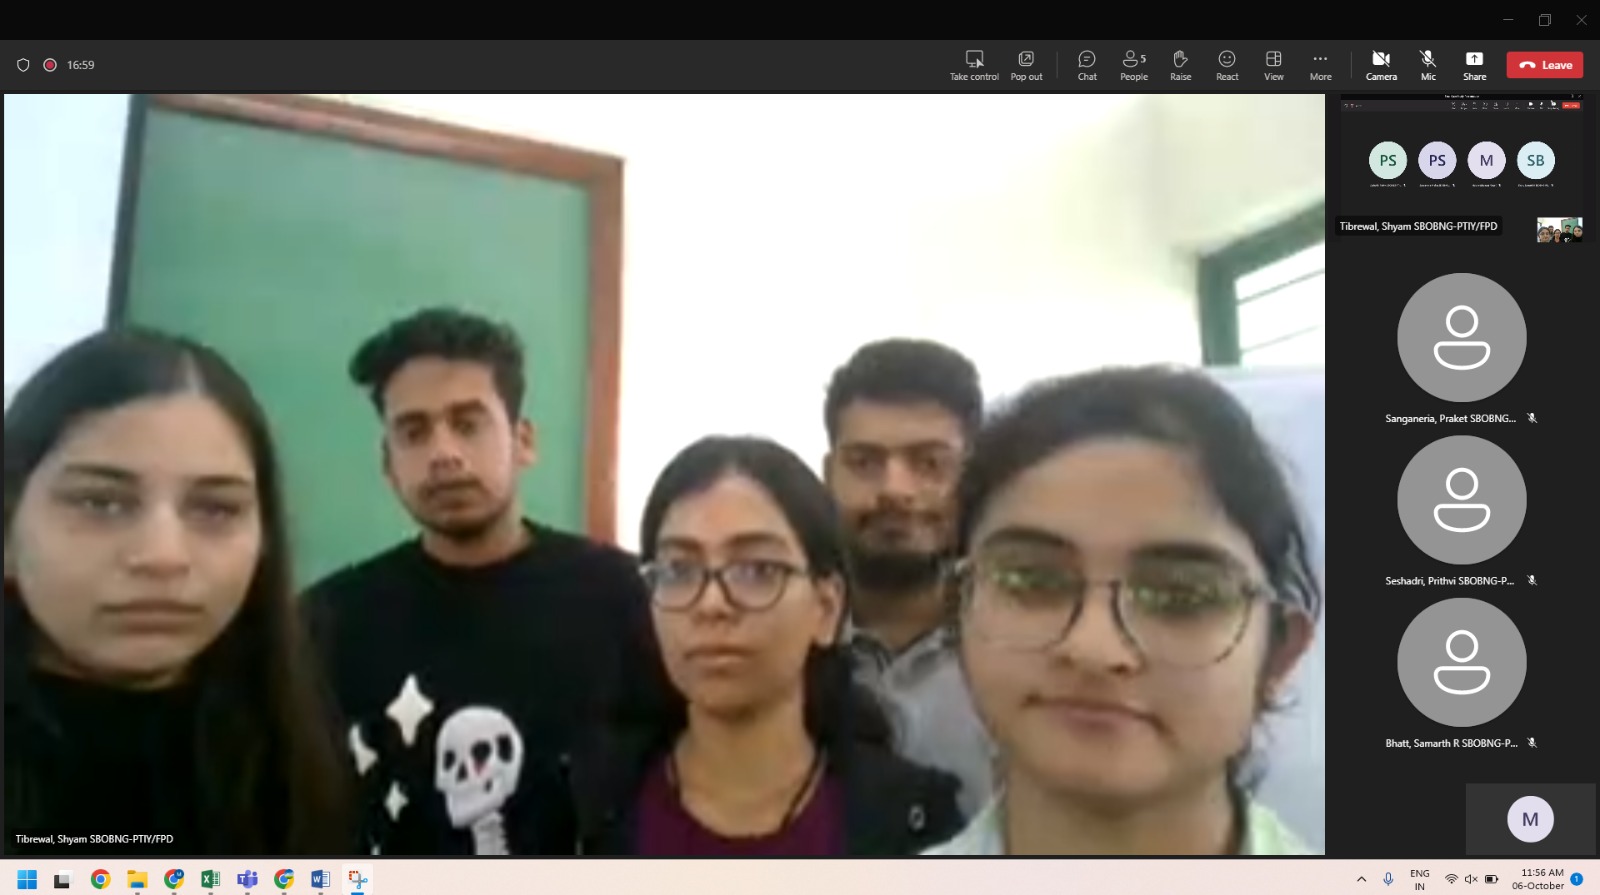 16:59
Take control
Pop out
Chat
5
People
Raise
React
View
More
Camera
Mic
Share
Leave
PS
PS
M
SB
Tibrewal, Shyam SBOBNG-PTIY/FPD
Sanganeria, Praket SBOBNG...
Seshadri, Prithvi SBOBNG-P...
Bhatt, Samarth R SBOBNG-P...
M
Tibrewal, Shyam SBOBNG-PTIY/FPD
ENG
IN
11:56 AM
06-October
1